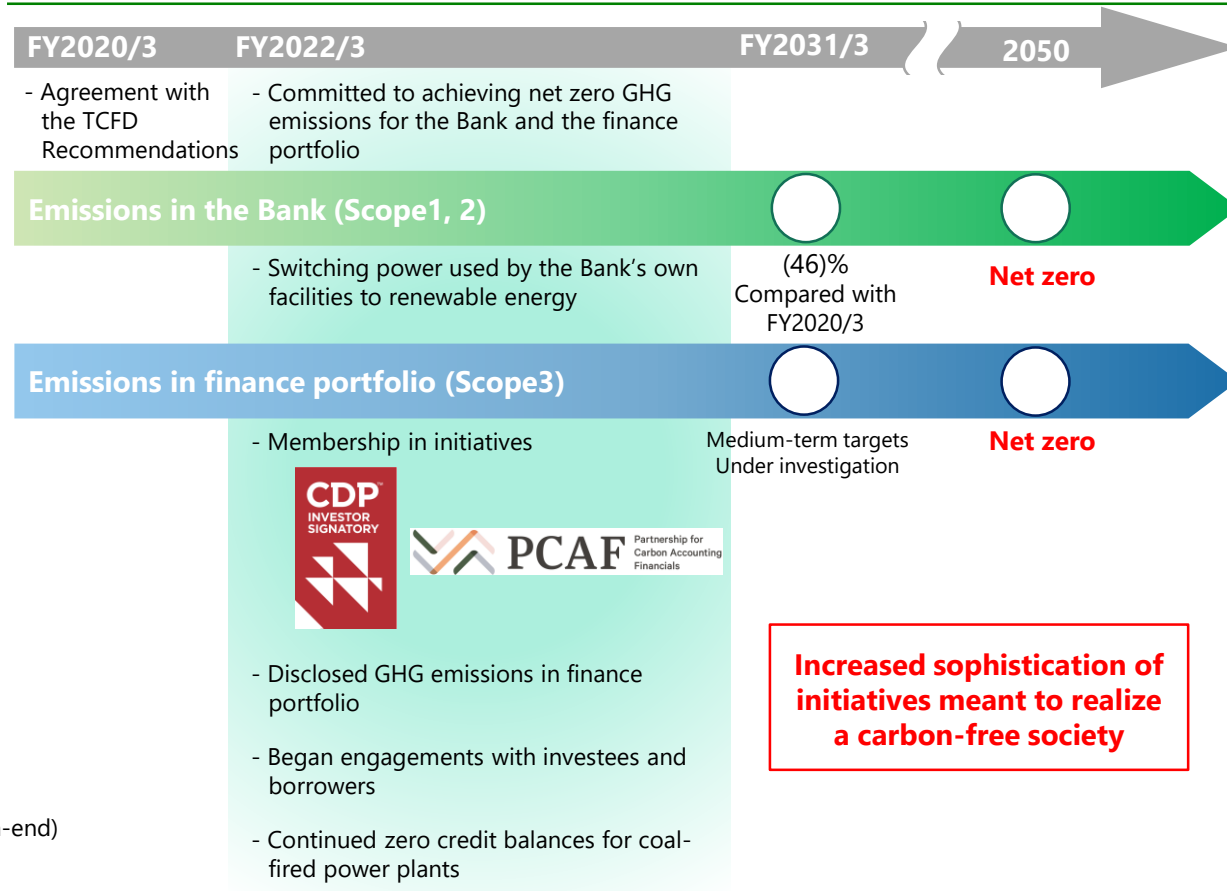 FY2020/3
FY2022/3
FY2031/3
2050
- Agreement with
the TCFD
Recommendations
- Committed to achieving net zero GHG
emissions for the Bank and the finance
portfolio
Emissions in the Bank (Scope1, 2)
- Switching power used by the Bank’s own
facilities to renewable energy
(46)%
Compared with
FY2020/3
Net zero
Emissions in finance portfolio (Scope3)
- Membership in initiatives
Medium-term targets
Under investigation
Net zero
CDP™
INVESTOR
SIGNATORY
PCAF
Partnership for
Carbon Accounting
Financials
- Disclosed GHG emissions in finance
portfolio
- Began engagements with investees and
borrowers
- Continued zero credit balances for coal-
fired power plants
Increased sophistication of
initiatives meant to realize
a carbon-free society
-end)